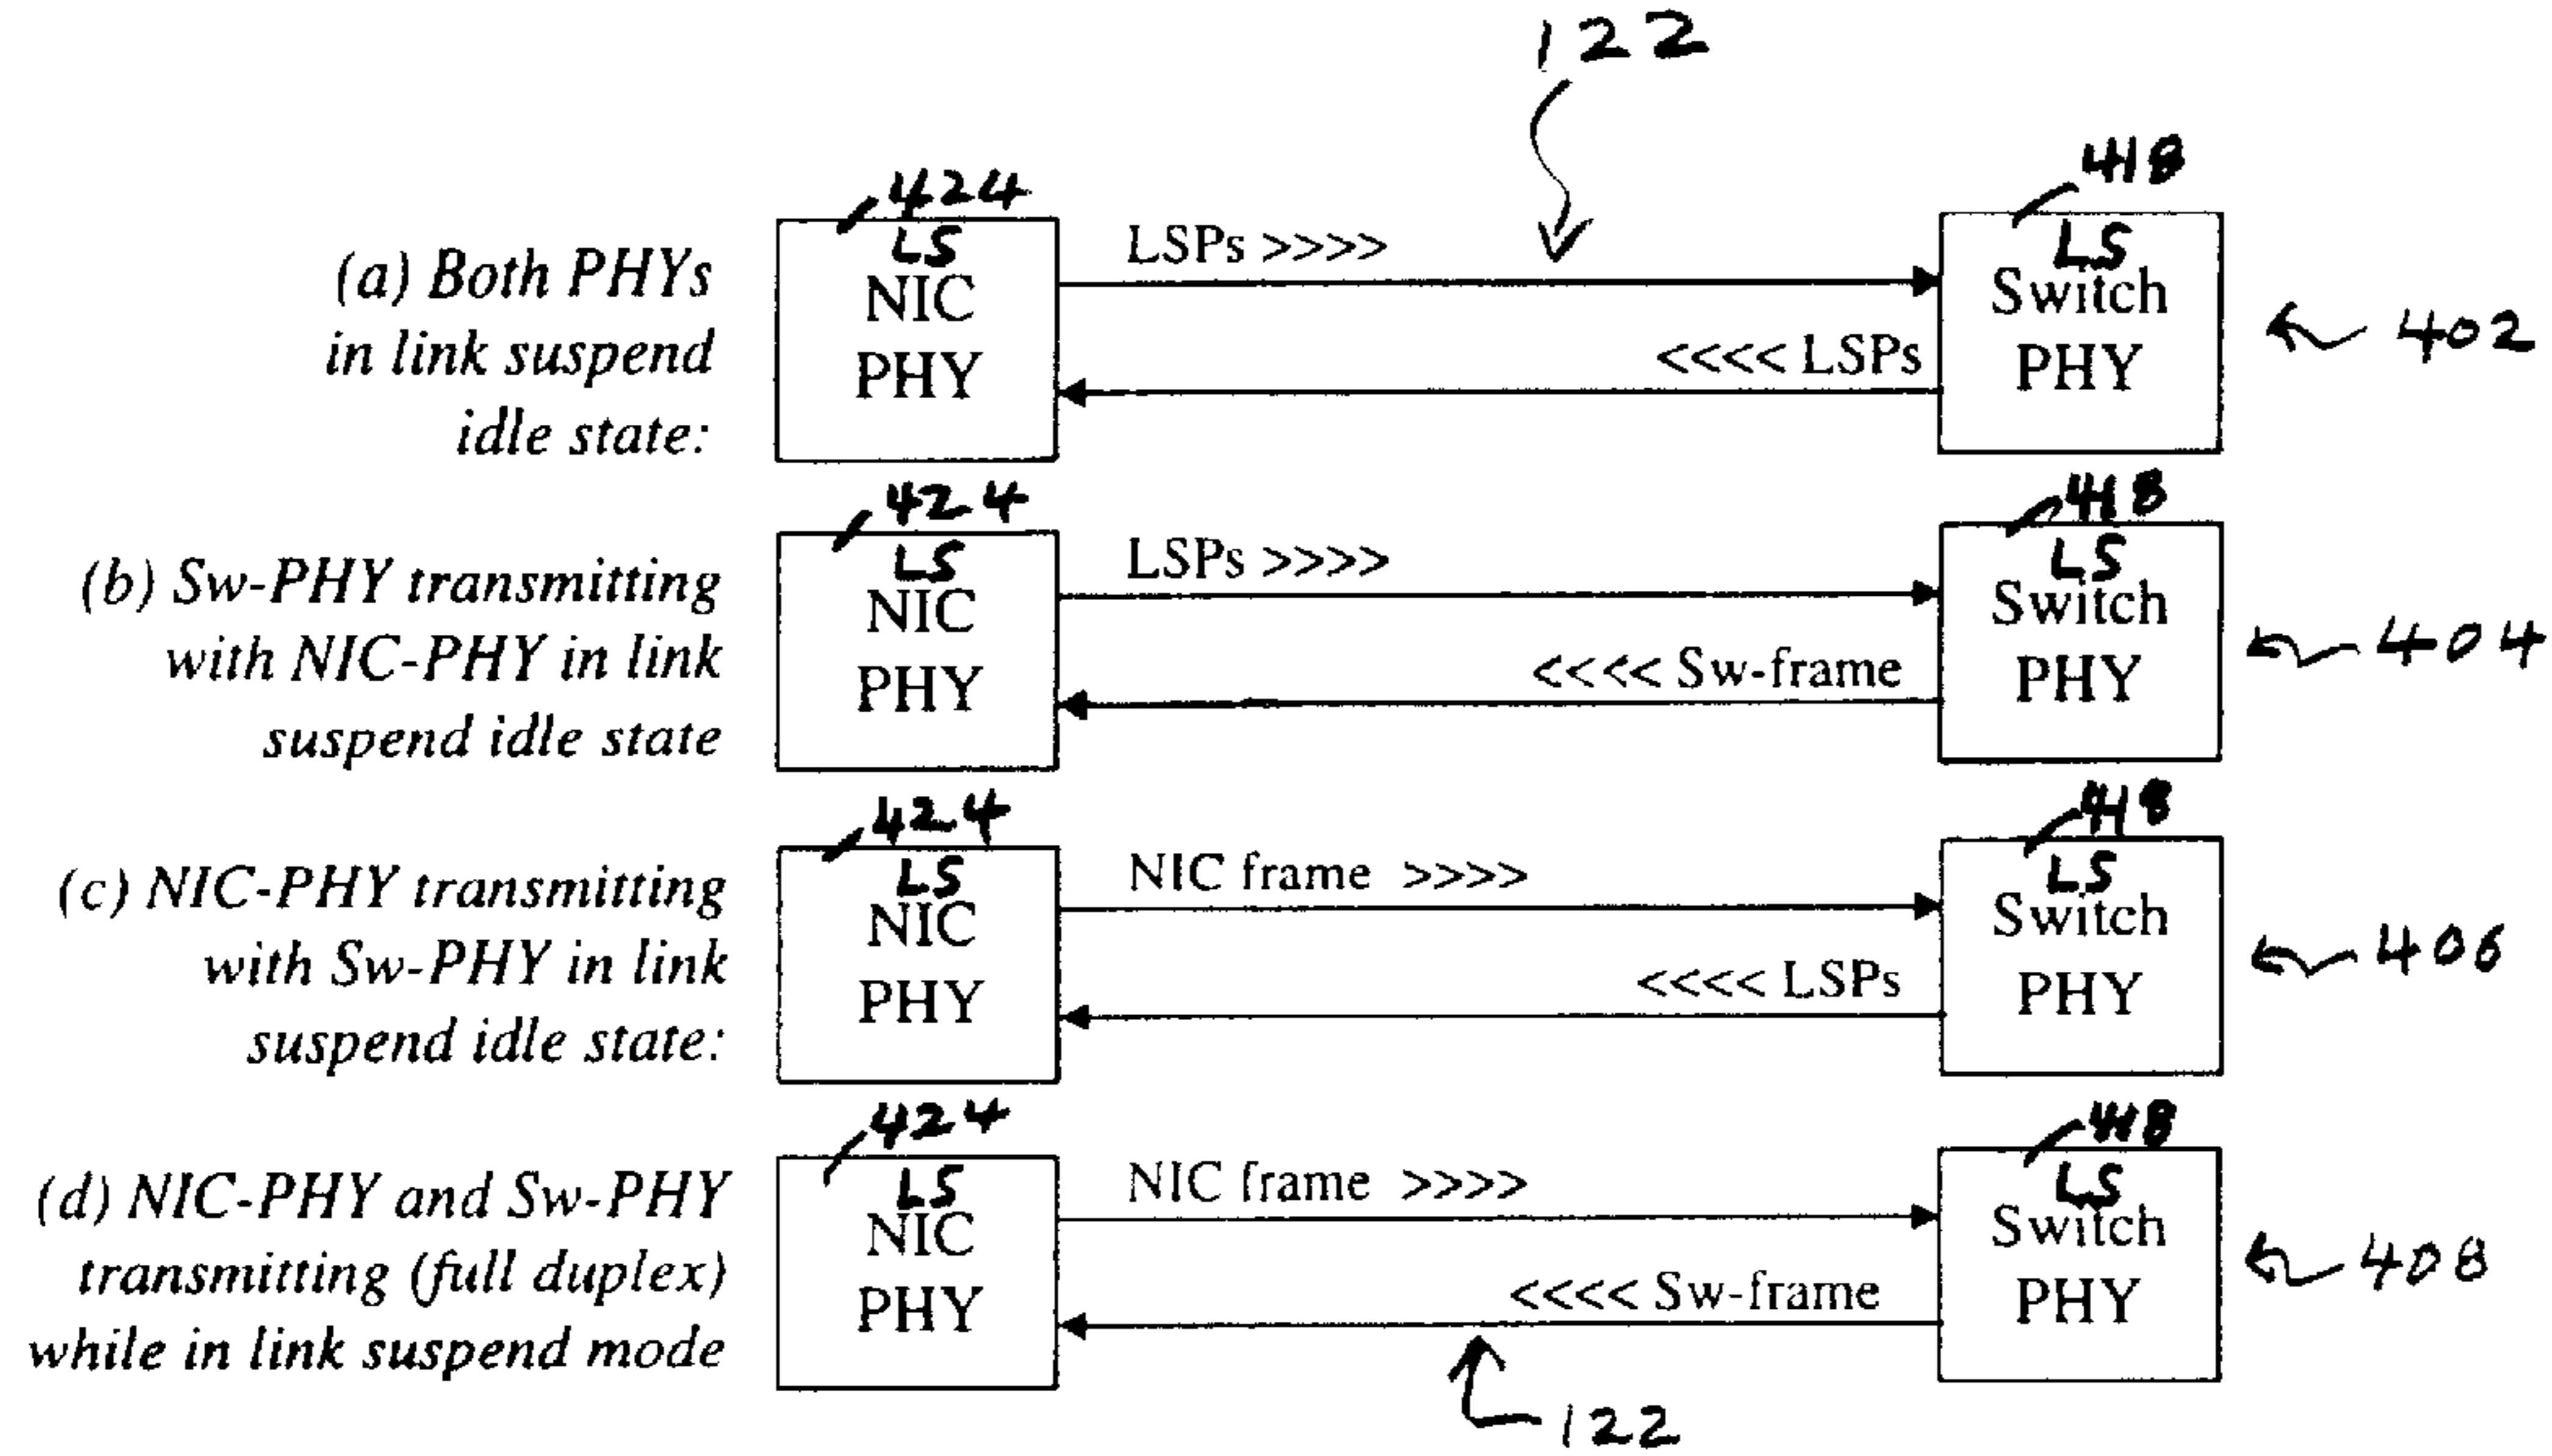 122
(a) Both PHYs
in link suspend
idle state:
424
LS
NIC
PHY
LSPs >>>>
<<<< LSPs
418
LS
Switch
PHY
402
(b) Sw-PHY transmitting
with NIC-PHY in link
suspend idle state
424
LS
NIC
PHY
LSPs >>>>
<<<< Sw-frame
418
LS
Switch
PHY
404
(c) NIC-PHY transmitting
with Sw-PHY in link
suspend idle state:
424
LS
NIC
PHY
NIC frame >>>>
<<<< LSPs
418
LS
Switch
PHY
406
(d) NIC-PHY and Sw-PHY
transmitting (full duplex)
while in link suspend mode
424
LS
NIC
PHY
NIC frame >>>>
<<<< Sw-frame
418
LS
Switch
PHY
408
122